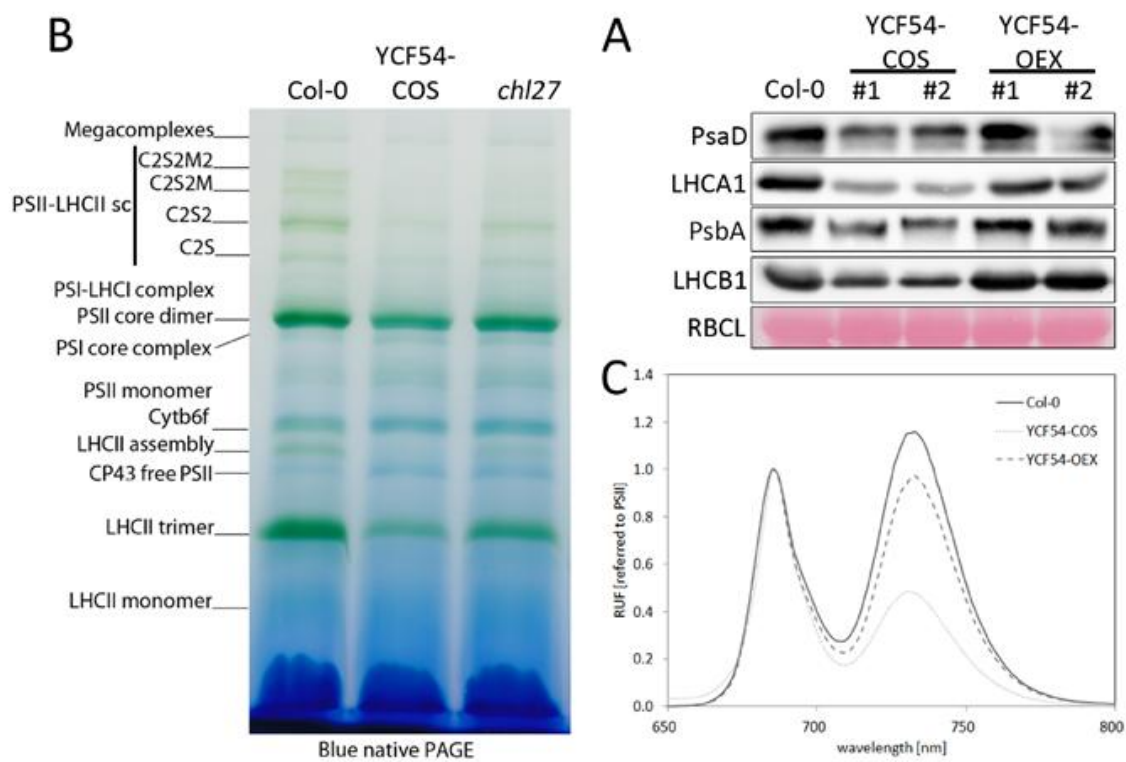 B
YCF54-
Col-0 COS chl27
Megacomplexes
C2S2M2
C2S2M
PSII-LHCII sc
C2S2
C2S
PSI-LHCI complex
PSII core dimer
PSI core complex
PSII monomer
Cytb6f
LHCII assembly
CP43 free PSII
LHCII trimer
LHCII monomer
Blue native PAGE
A
YCF54- YCF54-
COS OEX
Col-0 #1 #2 #1 #2
PsaD
LHCA1
PsbA
LHCB1
RBCL
C
1.4
1.2
1.0
0.8
0.6
0.4
0.2
0.0
RUF [referred to PSII]
Col-0
YCF54-COS
YCF54-OEX
650 700 750 800
wavelength [nm]